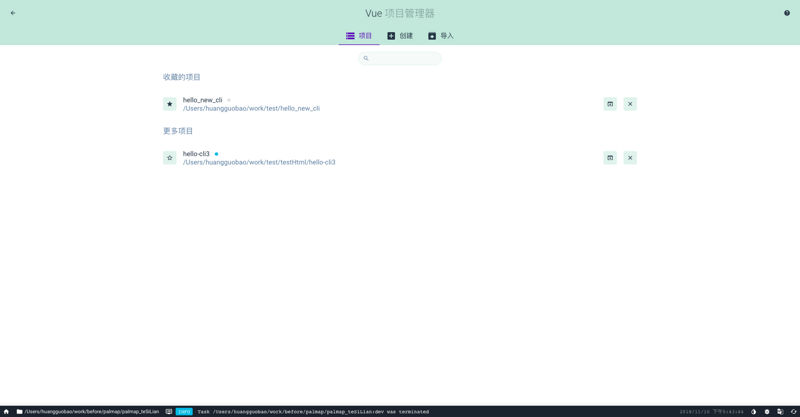 Vue 项目管理器
项目 创建 导入
收藏的项目
hello_new_cli
/Users/huangguobao/work/test/hello_new_cli
更多项目
hello-cli3
/Users/huangguobao/work/test/testHtml/hello-cli3
/Users/huangguobao/work/before/palmap/palmap_teSiLian INFO Task /Users/huangguobao/work/before/palmap/palmap_teSiLian:dev was terminated 2018/11/15 下午5:43:44